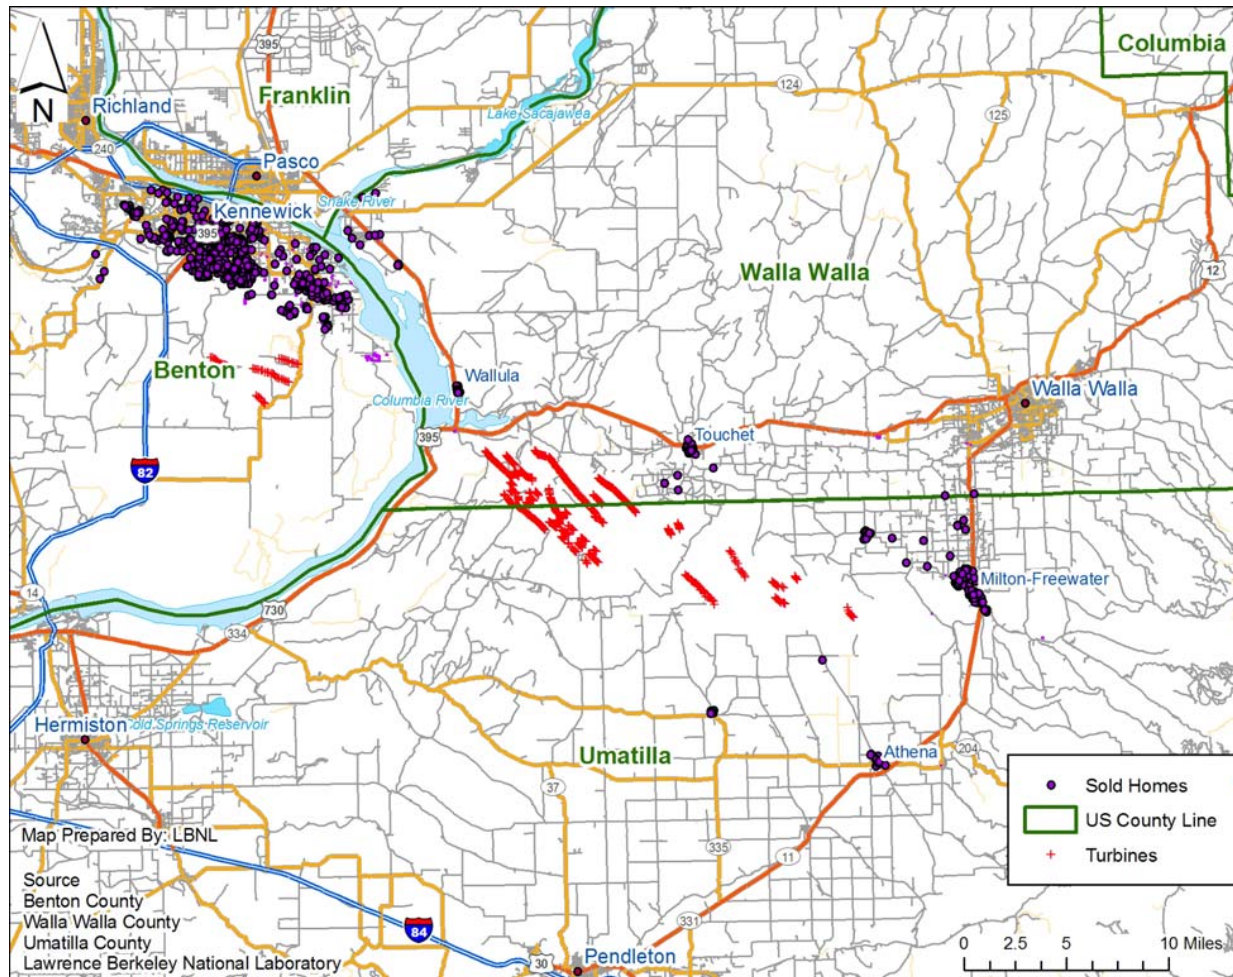 Columbia
395
Franklin
N
Richland
124
Lake Sacajawea
125
240
Pasco
Snake River
Kennewick
395
Walla Walla
12
Benton
Wallula
Columbia River
Walla Walla
395
Touchet
82
Milton-Freewater
14
730
334
Hermiston
old Springs Reservoir
Umatilla
Athena
204
37
335
11
331
84
30
Pendleton
Map Prepared By: LBNL
Source
Benton County
Walla Walla County
Umatilla County
Lawrence Berkeley National Laboratory
Sold Homes
US County Line
Turbines
0 2.5 5 10 Miles